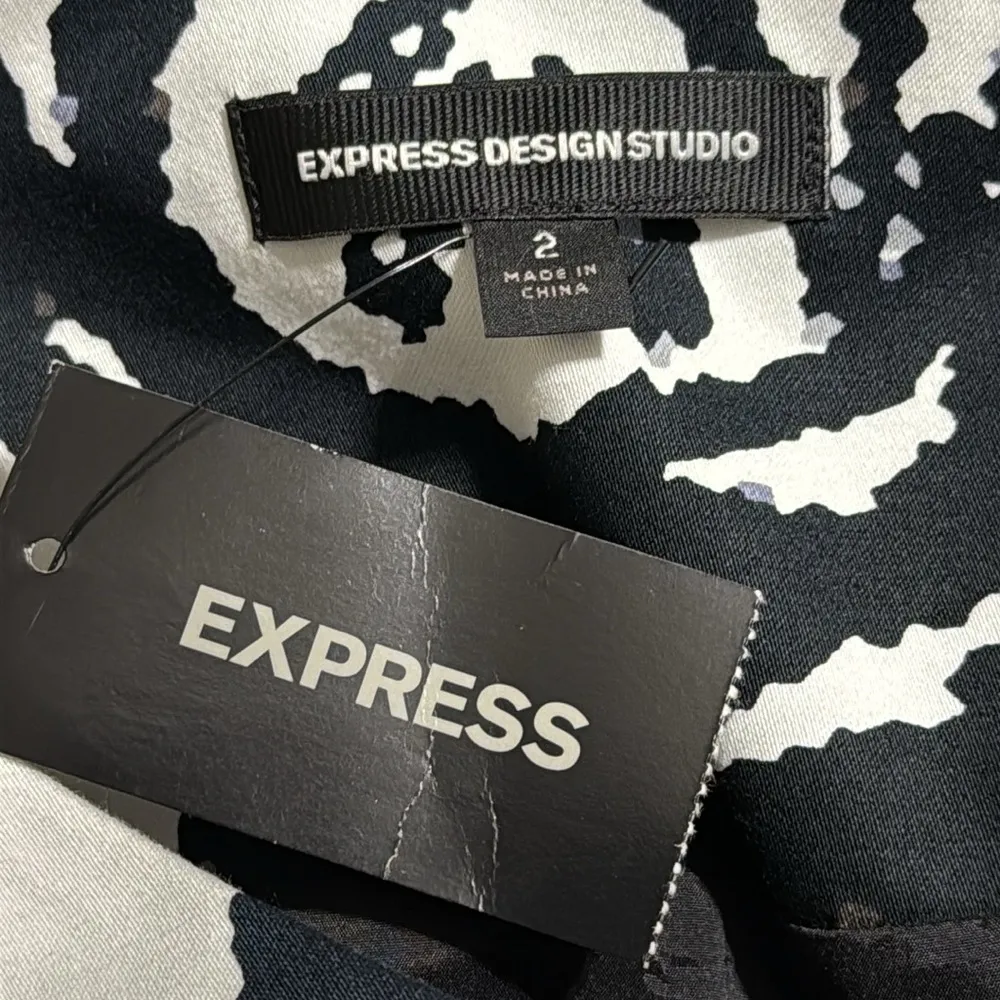 EXPRESS DESIGN STUDIO
2
MADE IN
CHINA
EXPRESS